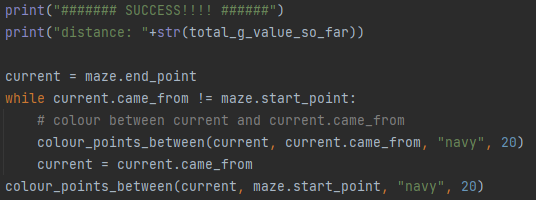 print("####### SUCCESS!!!! ######")
print("distance: "+str(total_g_value_so_far))

current = maze.end_point
while current.came_from != maze.start_point:
    # colour between current and current.came_from
    colour_points_between(current, current.came_from, "navy", 20)
    current = current.came_from
colour_points_between(current, maze.start_point, "navy", 20)